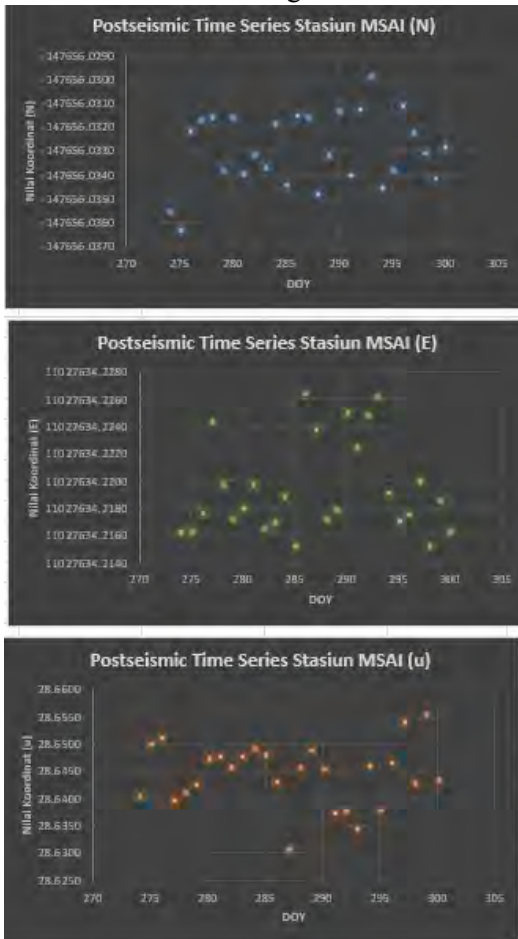 Postseismic Time Series Stasiun MSAI (N)
-147656.0290
-147656.0300
-147656.0310
-147656.0320
-147656.0330
-147656.0340
-147656.0350
-147656.0360
-147656.0370
Nilai Koordinat (N)
270 275 280 285 290 295 300 305
DOY
Postseismic Time Series Stasiun MSAI (E)
11027634.2280
11027634.2260
11027634.2240
11027634.2220
11027634.2200
11027634.2180
11027634.2160
11027634.2140
Nilai Koordinat (E)
270 275 280 285 290 295 300 305
DOY
Postseismic Time Series Stasiun MSAI (u)
28.6600
28.6550
28.6500
28.6450
28.6400
28.6350
28.6300
28.6250
Nilai Koordinat (u)
270 275 280 285 290 295 300 305
DOY